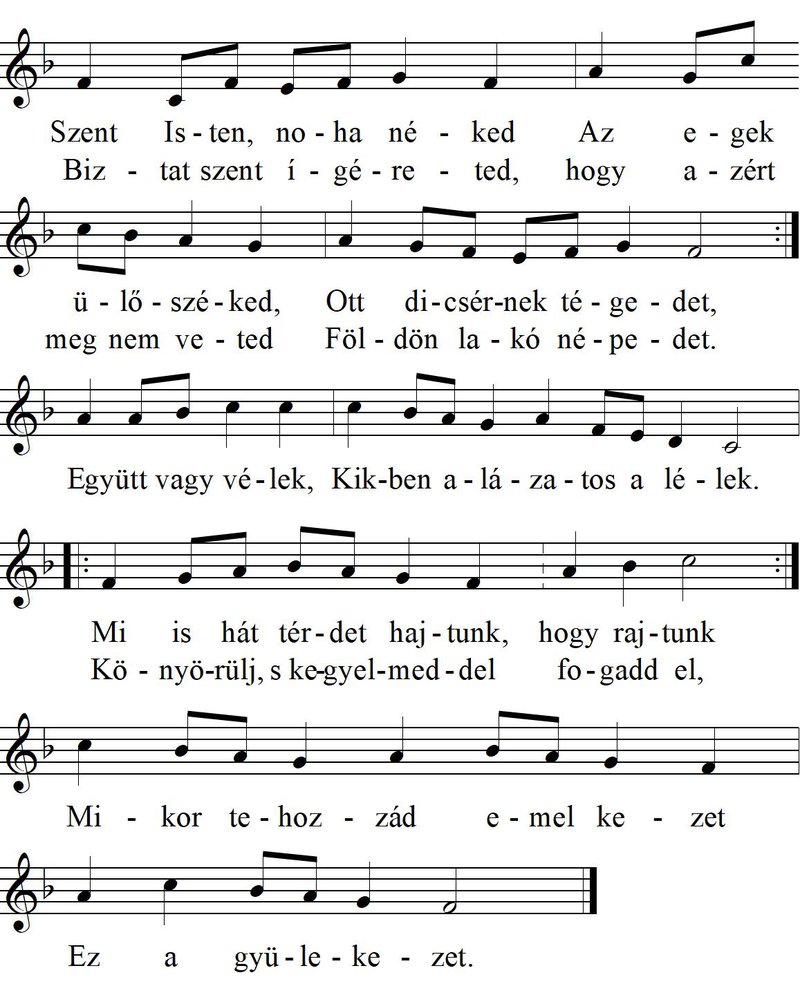 Szent Is - ten, no - ha né - ked Az e - gek
Biz - tat szent í - gé - re - ted, hogy a - zért
ü - lő - szé - ked, Ott di - csér - nek té - ge - det,
meg nem ve - ted Föl - dön la - kó né - pe - det.
Együtt vagy vé - lek, Kik - ben a - lá - za - tos a lé - lek.
Mi is hát tér - det haj - tunk, hogy raj - tunk
Kö - nyö - rülj, s ke - gyel - med - del fo - gadd el,
Mi - kor te - hoz - zád e - mel ke - zet
Ez a gyü - le - ke - zet.